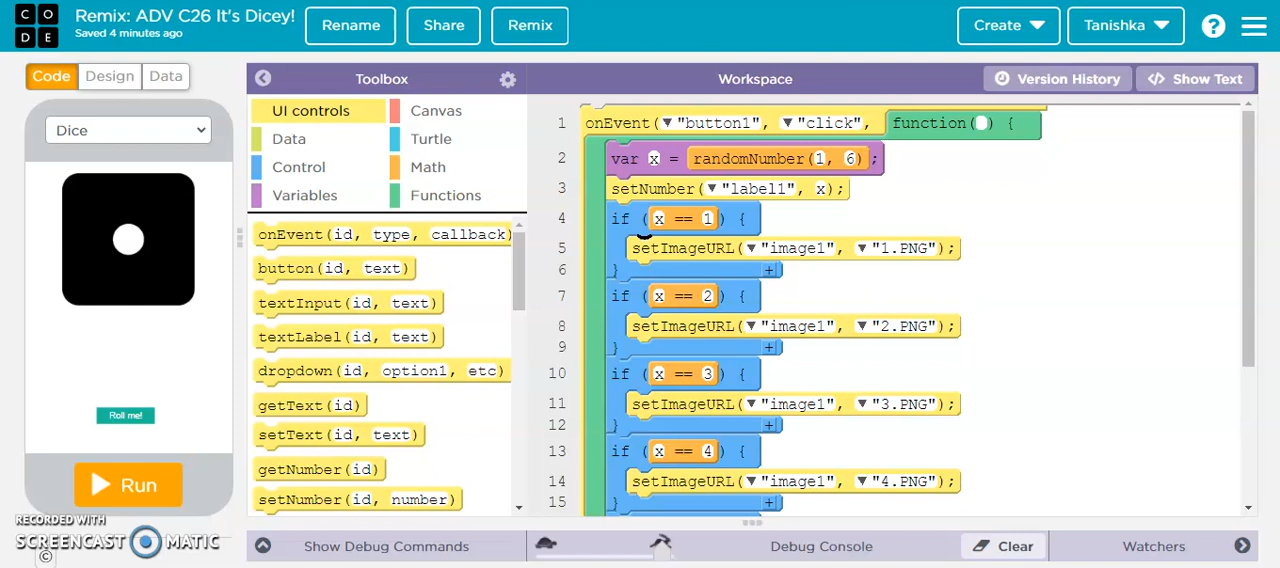 C O
D E
Remix: ADV C26 It's Dicey!
Saved 4 minutes ago
Rename
Share
Remix
Create
Tanishka
?
Code
Design
Data
Toolbox
Workspace
Version History
</> Show Text
Dice
Roll me!
Run
UI controls
Canvas
Data
Turtle
Control
Math
Variables
Functions
onEvent(id, type, callback)
button(id, text)
textInput(id, text)
textLabel(id, text)
dropdown(id, option1, etc)
getText(id)
setText(id, text)
getNumber(id)
setNumber(id, number)
1 onEvent("button1", "click", function( ) {
2 var x = randomNumber(1, 6);
3 setNumber("label1", x);
4 if (x == 1) {
5 setImageURL("image1", "1.PNG");
6 } +
7 if (x == 2) {
8 setImageURL("image1", "2.PNG");
9 } +
10 if (x == 3) {
11 setImageURL("image1", "3.PNG");
12 } +
13 if (x == 4) {
14 setImageURL("image1", "4.PNG");
15 } +
Show Debug Commands
Debug Console
Clear
Watchers
RECORDED WITH
SCREENCAST MATIC
©